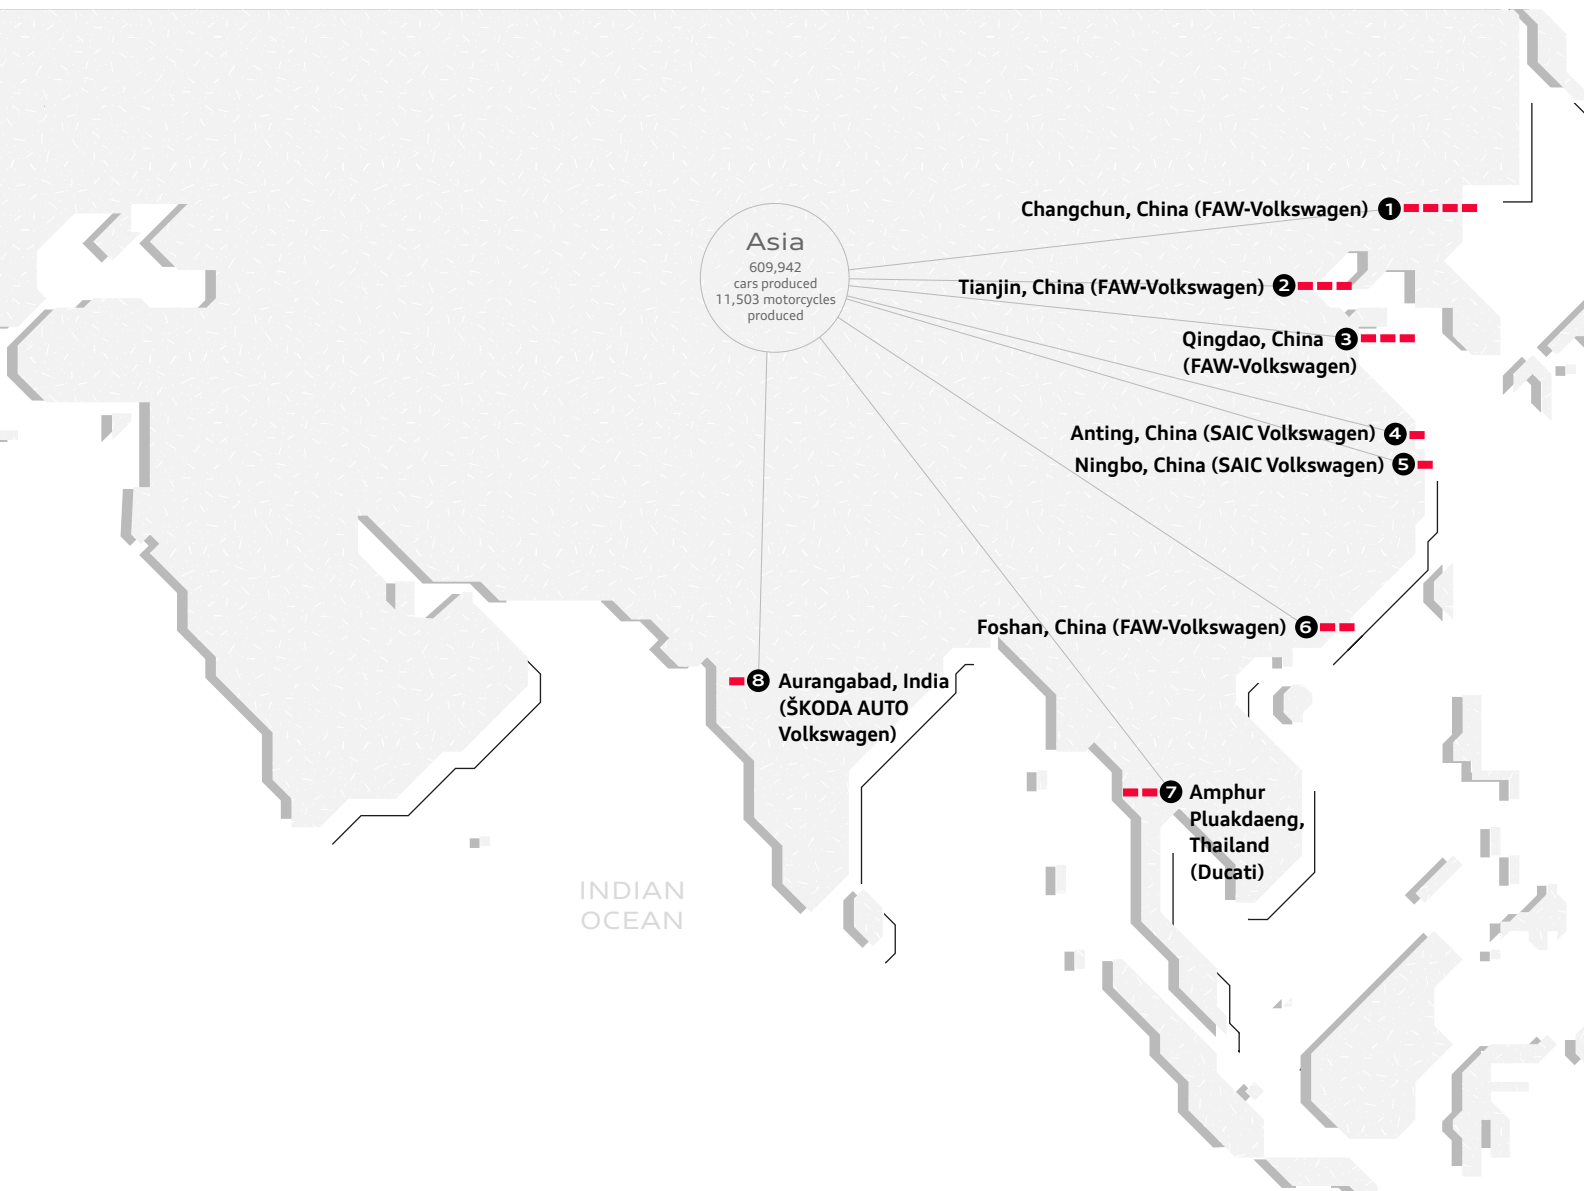 Changchun, China (FAW-Volkswagen) 1
Asia
609,942
cars produced
11,503 motorcycles
produced
Tianjin, China (FAW-Volkswagen) 2
Qingdao, China 3
(FAW-Volkswagen)
Anting, China (SAIC Volkswagen) 4
Ningbo, China (SAIC Volkswagen) 5
Foshan, China (FAW-Volkswagen) 6
8 Aurangabad, India
(ŠKODA AUTO
Volkswagen)
7 Amphur
Pluakdaeng,
Thailand
(Ducati)
INDIAN
OCEAN